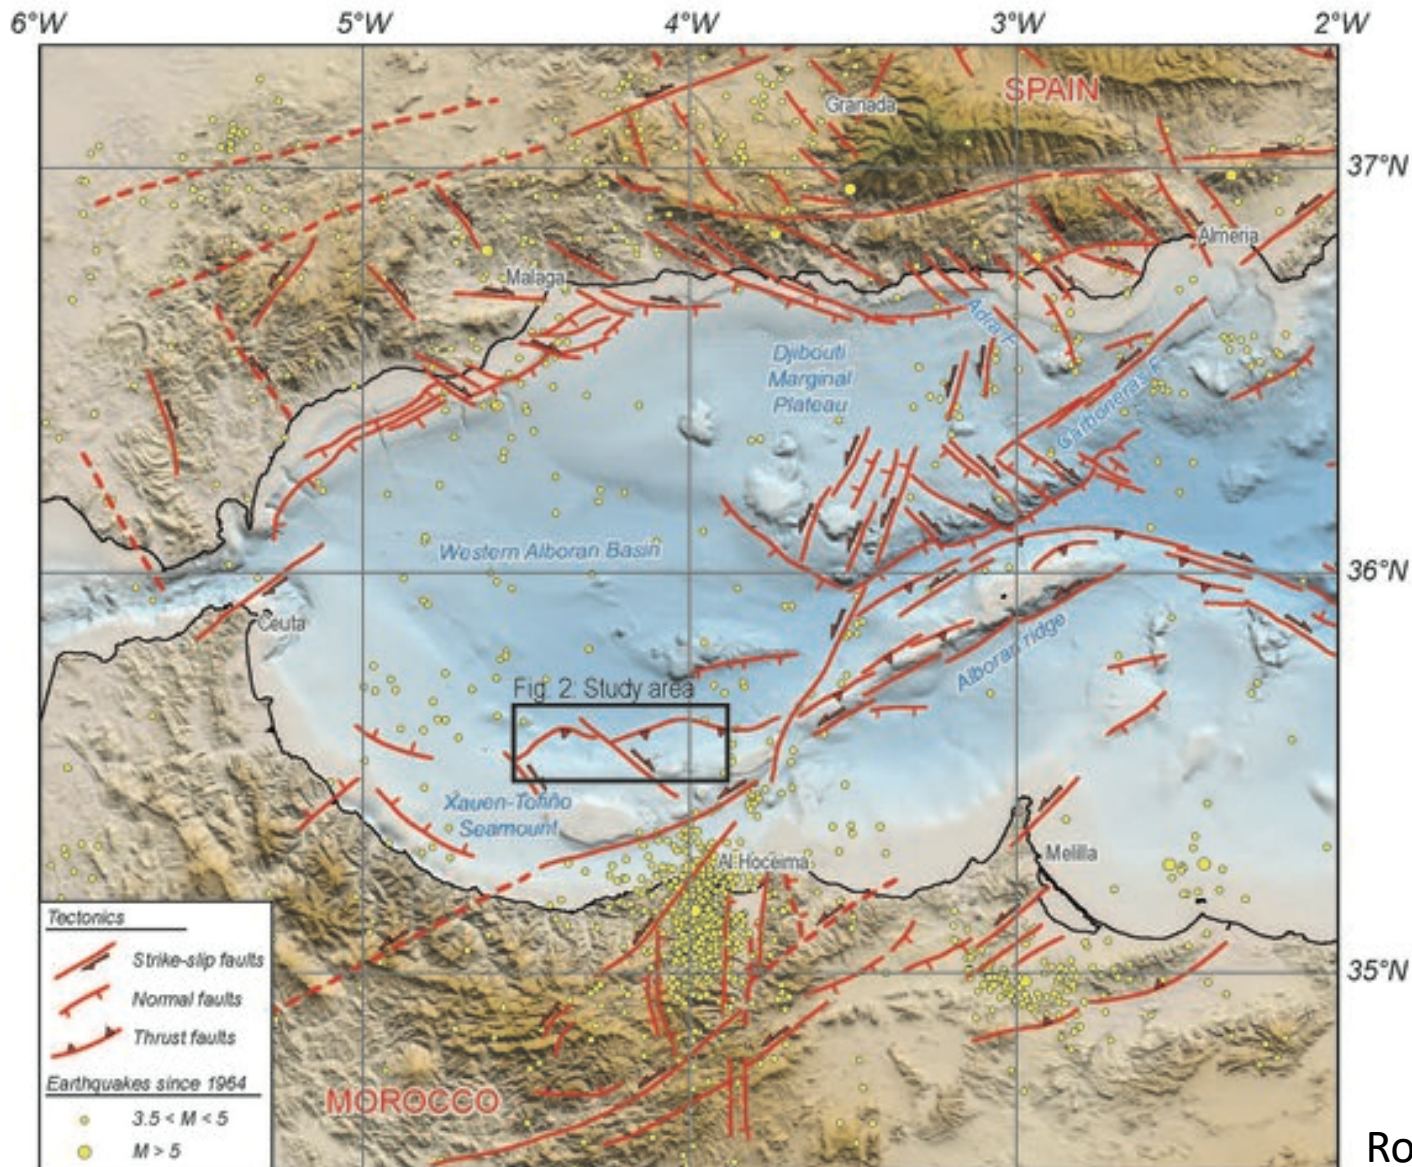 6°W 5°W 4°W 3°W 2°W
SPAIN
Granada
37°N
Almeria
Malaga
Adra F.
Djibouti
Marginal
Plateau
Carboneras F.
Western Alboran Basin
36°N
Ceuta
Alboran ridge
Fig. 2: Study area
Xauen-Tofiño
Seamount
Al Hoceima
Melilla
Tectonics
Strike-slip faults
35°N
Normal faults
Thrust faults
Earthquakes since 1964
MOROCCO
3.5 < M < 5
M > 5
Ro